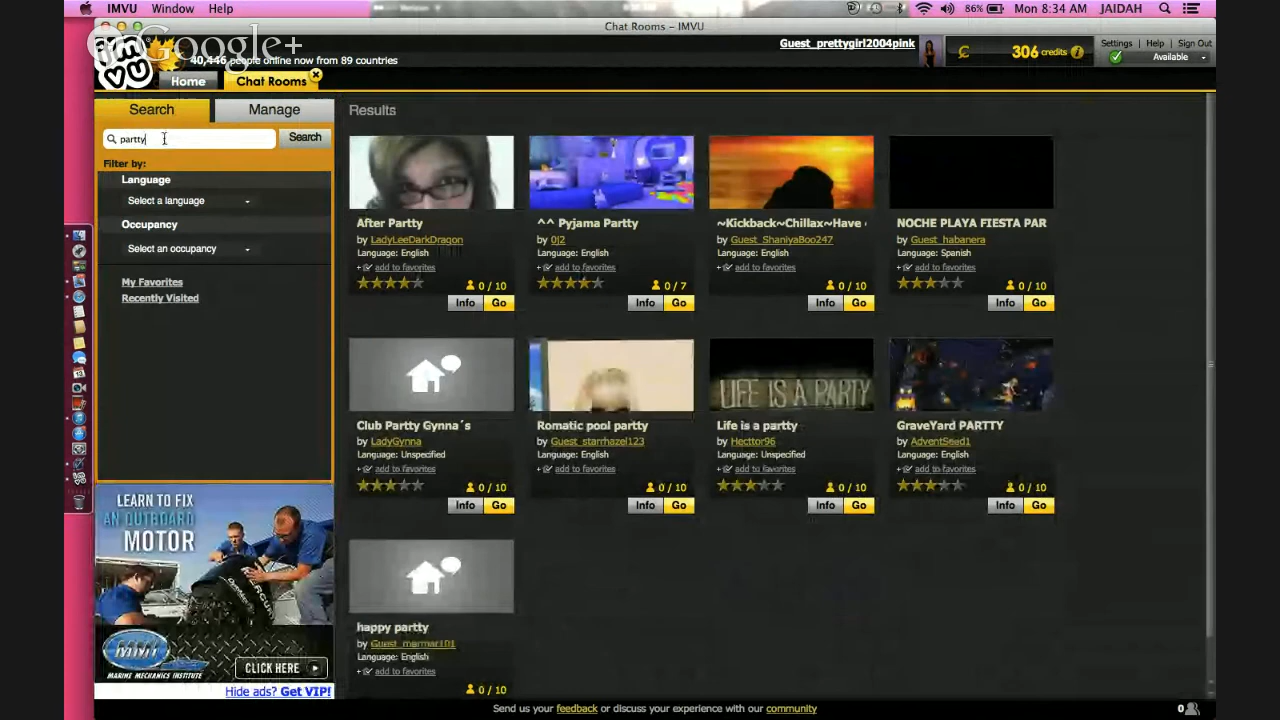 IMVU Window Help
86% Mon 8:34 AM JAIDAH
Chat Rooms – IMVU
Google+
imvu
40,446 people online now from 89 countries
Guest_prettygirl2004pink
306 credits
Settings Help Sign Out
Available
Home Chat Rooms
Search Manage
partty Search
Filter by:
Language
Select a language
Occupancy
Select an occupancy
My Favorites
Recently Visited
Results
After Partty
by LadyLeeDarkDragon
Language: English
+ add to favorites
0 / 10
Info Go
^^ Pyjama Partty
by 0J2
Language: English
+ add to favorites
0 / 7
Info Go
~Kickback~Chillax~Have
by Guest_ShaniyaBoo247
Language: English
+ add to favorites
0 / 10
Info Go
NOCHE PLAYA FIESTA PAR
by Guest_habanera
Language: Spanish
+ add to favorites
0 / 10
Info Go
Club Partty Gynna´s
by LadyGynna
Language: Unspecified
+ add to favorites
0 / 10
Info Go
Romatic pool partty
by Guest_starrhazel123
Language: English
+ add to favorites
0 / 10
Info Go
LIFE IS A PARTY
Life is a partty
by Hecttor96
Language: Unspecified
+ add to favorites
0 / 10
Info Go
GraveYard PARTTY
by AdventSeed1
Language: English
+ add to favorites
0 / 10
Info Go
happy partty
by Guest_marmar101
Language: English
+ add to favorites
0 / 10
LEARN TO FIX
AN OUTBOARD
MOTOR
MERCURY
MMI
MARINE MECHANICS INSTITUTE
CLICK HERE
Hide ads? Get VIP!
Send us your feedback or discuss your experience with our community
0